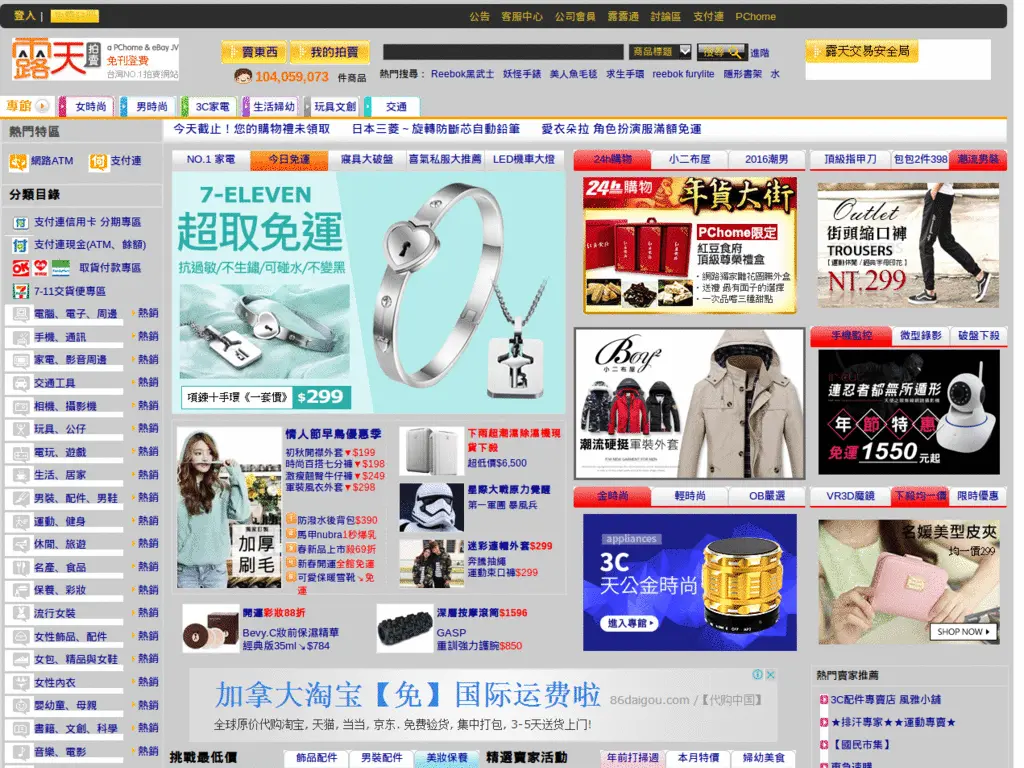 登入 |
公告 客服中心 公司會員 露露通 討論區 支付連 PChome
露天拍賣
a PChome & eBay JV
免刊登費
台灣NO.1拍賣網站
賣東西 我的拍賣
104,059,073 件商品
商品標題
搜尋
進階
熱門搜尋： Reebok黑武士 妖怪手錶 美人魚毛毯 求生手環 reebok furylite 隱形書架 水
露天交易安全局
專館 女時尚 男時尚 3C家電 生活婦幼 玩具文創 交通
熱門特區
今天截止！您的購物禮未領取 日本三菱～旋轉防斷芯自動鉛筆 愛衣朵拉 角色扮演服滿額免運
網路ATM 支付連
分類目錄
支付連信用卡 分期專區
支付連現金(ATM、餘額)
OK 取貨付款專區
7-11交貨便專區
電腦、電子、周邊 熱銷
手機、通訊 熱銷
家電、影音周邊 熱銷
交通工具 熱銷
相機、攝影機 熱銷
玩具、公仔 熱銷
電玩、遊戲 熱銷
生活、居家 熱銷
男裝、配件、男鞋 熱銷
運動、健身 熱銷
休閒、旅遊 熱銷
名產、食品 熱銷
保養、彩妝 熱銷
流行女裝 熱銷
女性飾品、配件 熱銷
女包、精品與女鞋 熱銷
女性內衣 熱銷
嬰幼童、母親 熱銷
書籍、文創、科學 熱銷
音樂、電影 熱銷
NO.1 家電 今日免運 寢具大破盤 喜氣私服大推薦 LED機車大燈
7-ELEVEN
超取免運
抗過敏/不生鏽/可碰水/不變黑
項鍊+手環《一套價》 $299
24h購物 小二布屋 2016潮男
24h購物 年貨大街
PChome限定
紅豆食府
頂級尊榮禮盒
・網路獨家雕花圓鐵外盒
・送禮 最有面子的選擇
・一次品嚐三種甜點
頂級指甲刀 包包2件398 潮流男裝
Outlet
街頭縮口褲
TROUSERS
NT.299
Boy2
小二布屋
潮流硬挺軍裝外套
手機監控 微型錄影 破盤下殺
連忍者都無所遁形
年節特惠
免運1550元起
情人節早鳥優惠季
初秋開襟外套▼$199
時尚百搭七分褲▼$198
激瘦翹臀牛仔褲▼$249
軍裝風衣外套▼$298
獨家訂製
加厚
刷毛
防潑水後背包$390
馬甲nubra1秒爆乳
春新品上市殺69折
新春開運全館免運
可愛保暖雪靴↘免運
下雨超潮濕除濕機現貨下殺
超低價$6,500
星際大戰原力覺醒
第一軍團 暴風兵
迷彩連帽外套$299
奔騰抽繩
運動束口褲$299
開運彩妝88折
Bevy.C妝前保濕精華
經典版35ml↘$784
深層按摩滾筒$1596
GASP
重訓強力護腕$850
金時尚 輕時尚 OB嚴選
appliances
3C
天公金時尚
進入專館
VR3D魔鏡 下殺均一價 限時優惠
名媛美型皮夾
均一價299
SHOP NOW
加拿大淘宝【免】国际运费啦 86daigou.com /【代购中国】
全球原价代购淘宝, 天猫, 当当, 京东. 免费验货, 集中打包, 3-5天送货上门!
熱門賣家推薦
3C配件專賣店 風雅小舖
★排汗專家★★運動專賣★
【國民市集】
東急速購
挑戰最低價 飾品配件 男裝配件 美妝保養
精選賣家活動 年前打掃週 本月特價 婦幼美食